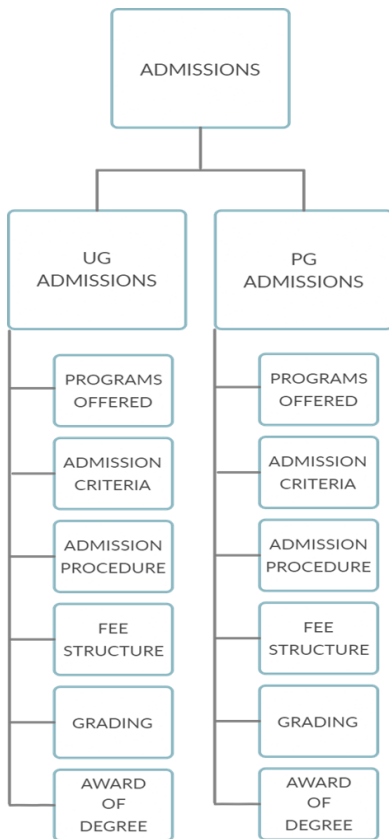 ADMISSIONS
UG
ADMISSIONS
PROGRAMS
OFFERED
ADMISSION
CRITERIA
ADMISSION
PROCEDURE
FEE
STRUCTURE
GRADING
AWARD
OF
DEGREE
PG
ADMISSIONS
PROGRAMS
OFFERED
ADMISSION
CRITERIA
ADMISSION
PROCEDURE
FEE
STRUCTURE
GRADING
AWARD
OF
DEGREE